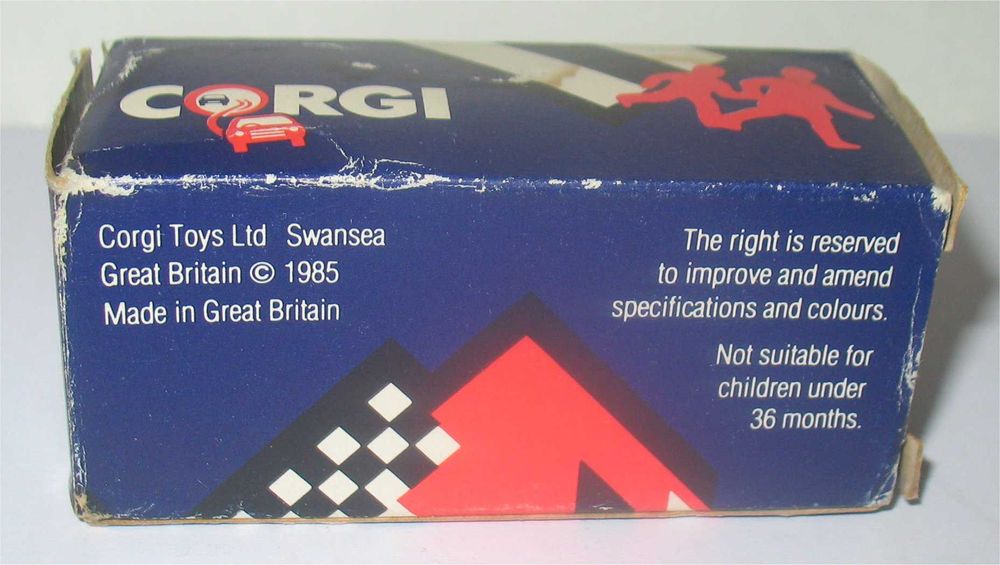 CORGI
Corgi Toys Ltd Swansea
Great Britain © 1985
Made in Great Britain
The right is reserved
to improve and amend
specifications and colours.
Not suitable for
children under
36 months.